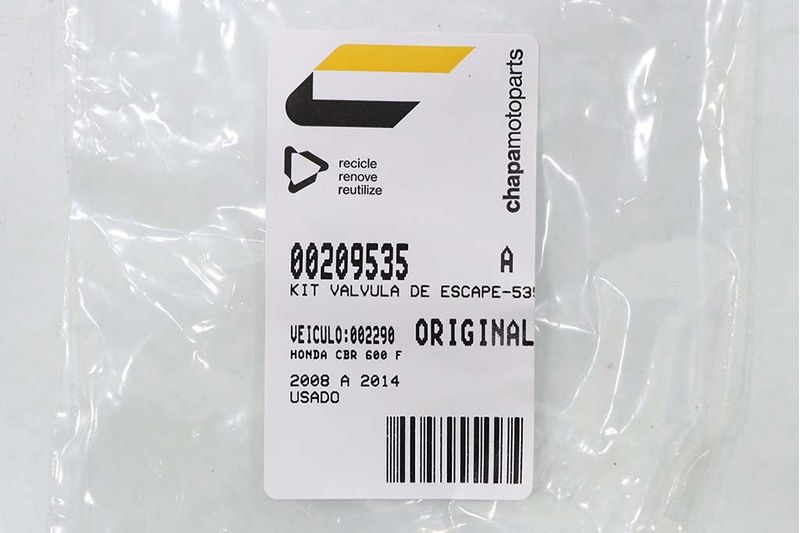 chapamotoparts
recicle
renove
reutilize
00209535 A
KIT VALVULA DE ESCAPE-535
VEICULO:002290 ORIGINAL
HONDA CBR 600 F
2008 A 2014
USADO